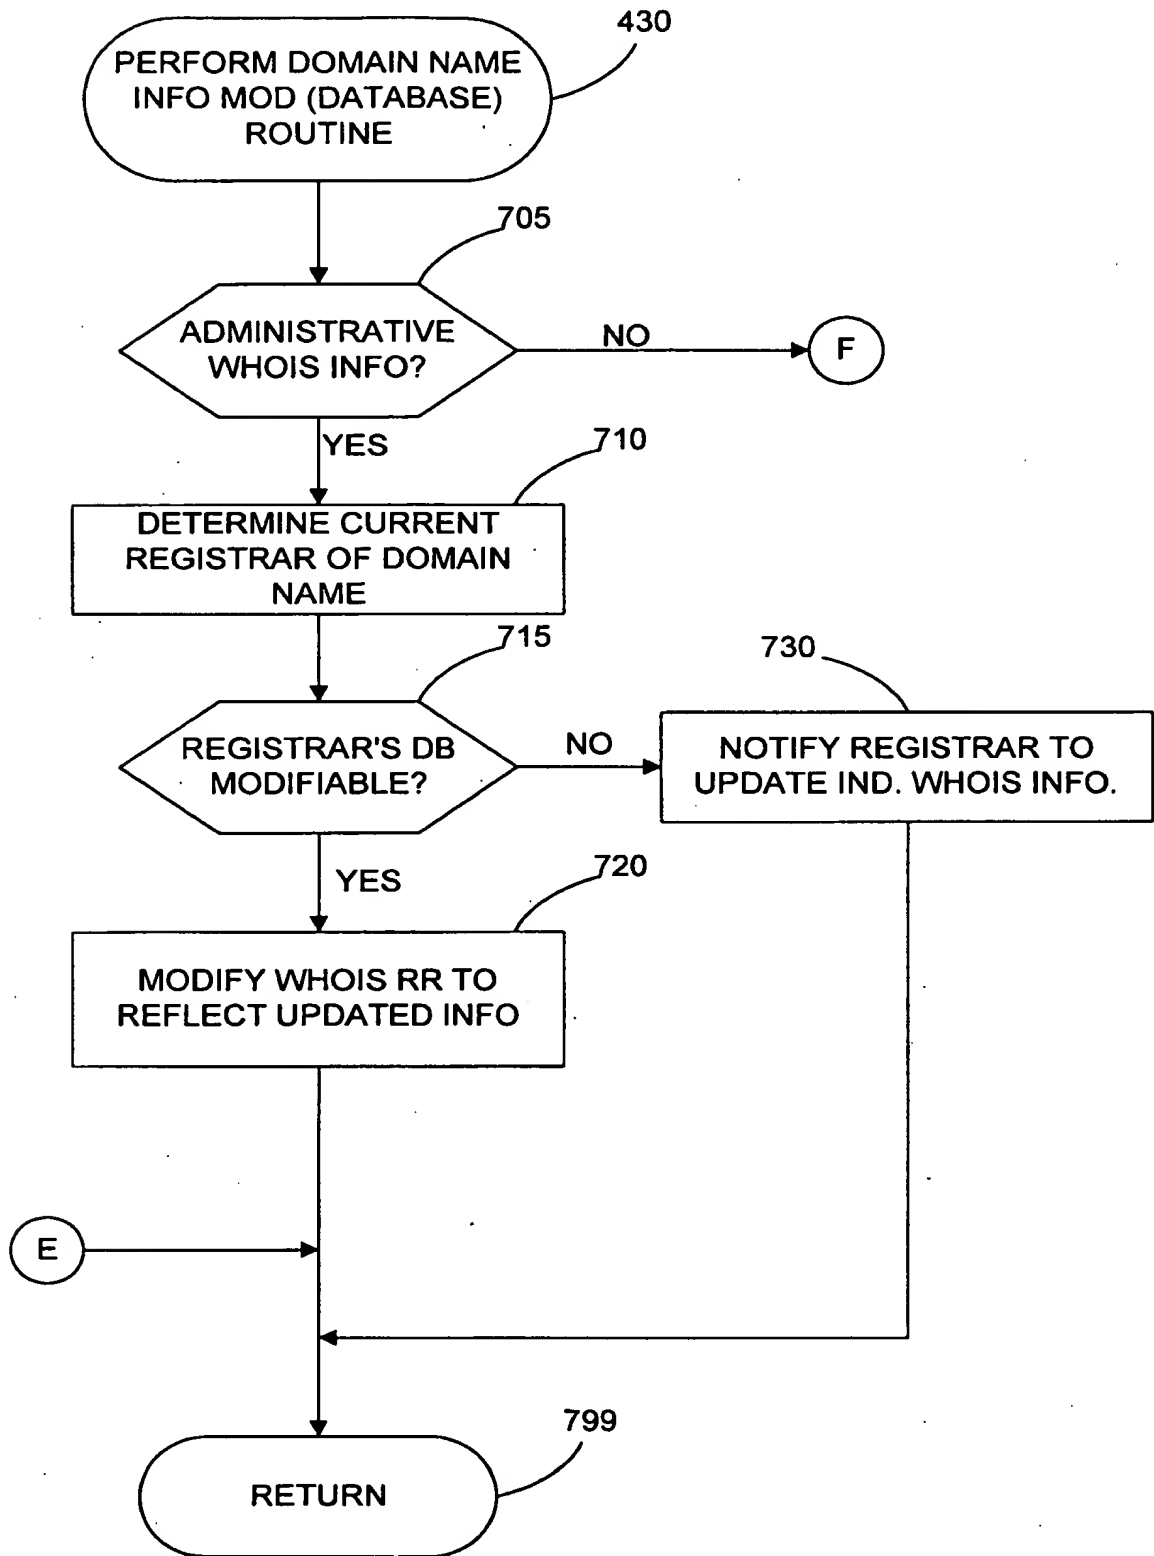 430
PERFORM DOMAIN NAME
INFO MOD (DATABASE)
ROUTINE
705
ADMINISTRATIVE
WHOIS INFO?
NO
F
YES
710
DETERMINE CURRENT
REGISTRAR OF DOMAIN
NAME
715
730
REGISTRAR'S DB
MODIFIABLE?
NO
NOTIFY REGISTRAR TO
UPDATE IND. WHOIS INFO.
YES
720
MODIFY WHOIS RR TO
REFLECT UPDATED INFO
E
799
RETURN